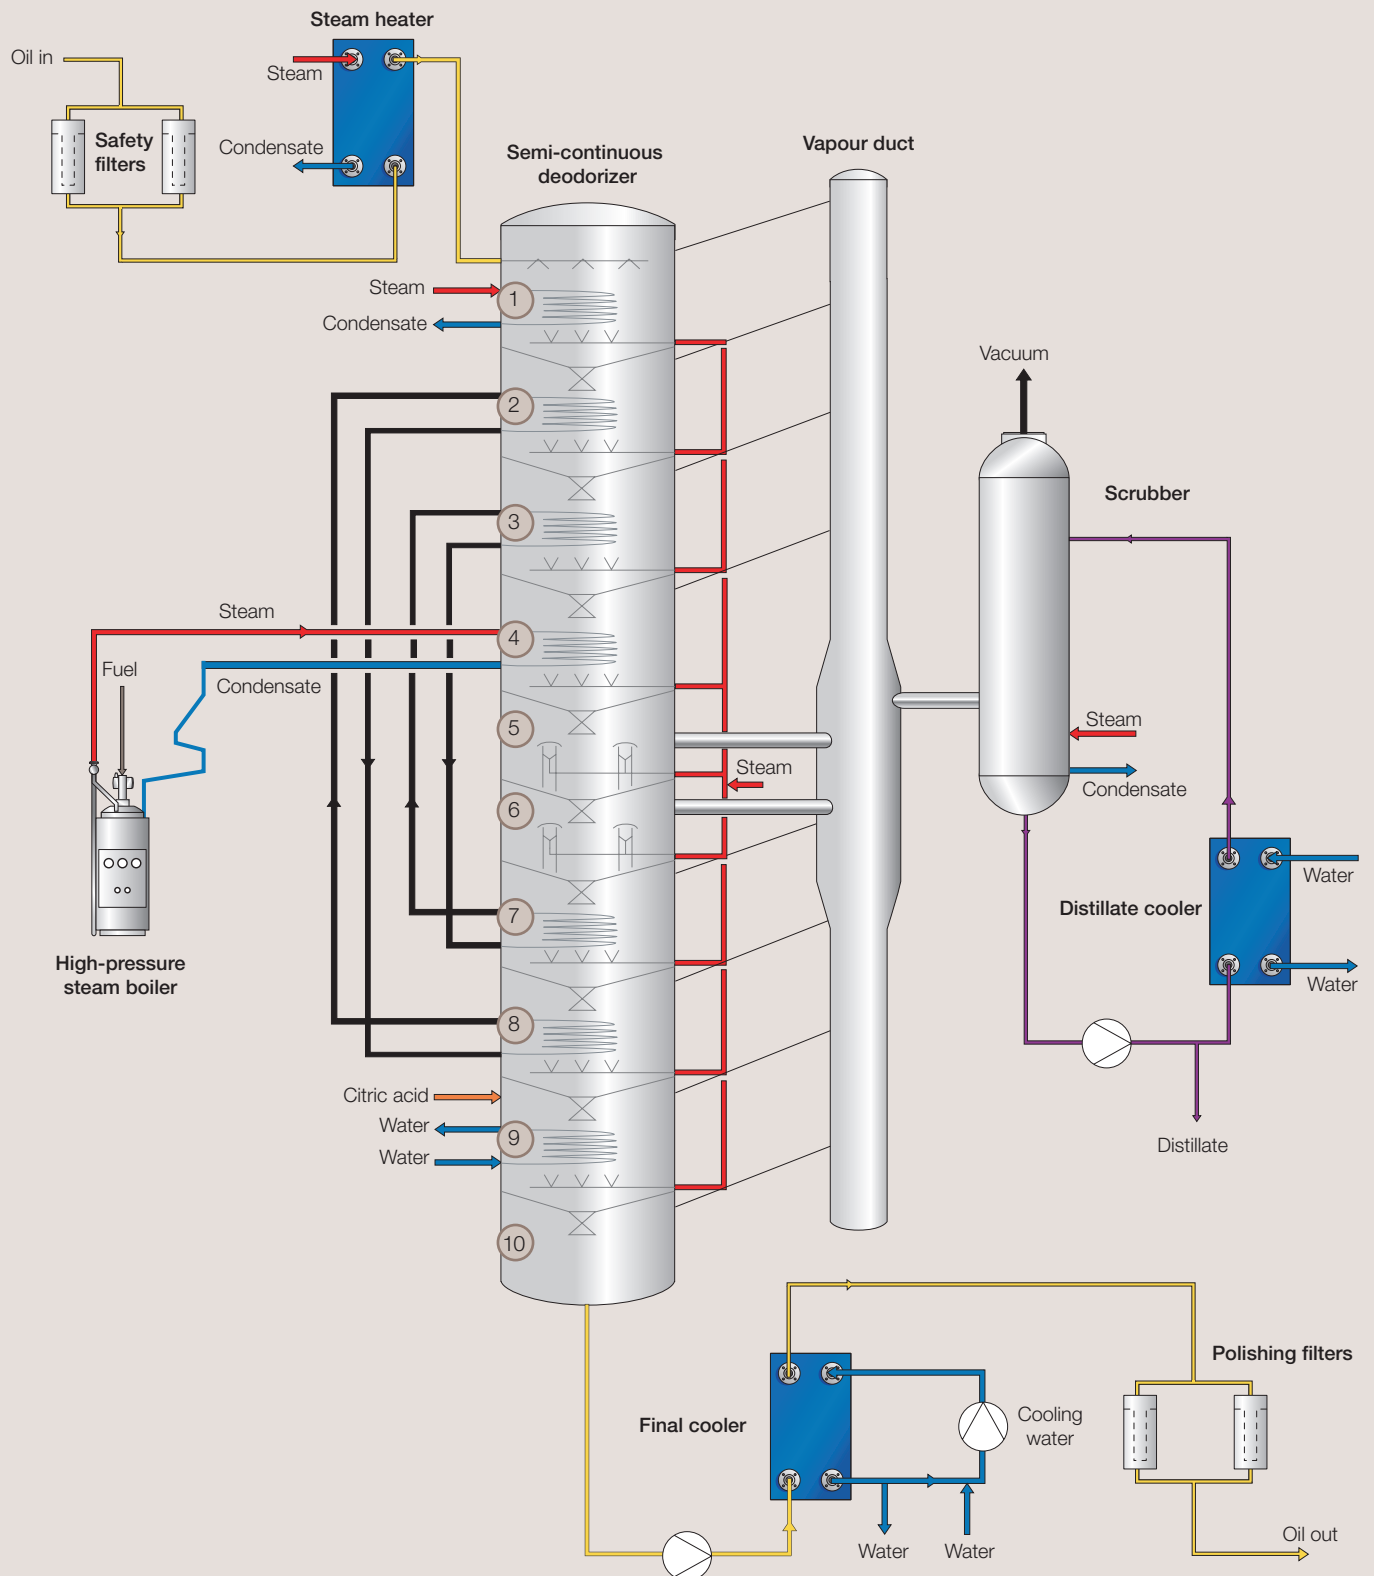 Steam heater
Oil in
Steam
Safety
filters
Condensate
Semi-continuous
deodorizer
Vapour duct
Steam
1
Condensate
2
3
Vacuum
Scrubber
Steam
4
Fuel
Condensate
5
Steam
6
Steam
Condensate
7
Water
Distillate cooler
High-pressure
steam boiler
Water
8
Citric acid
Water
9
Water
Distillate
10
Polishing filters
Final cooler
Cooling
water
Water
Water
Oil out